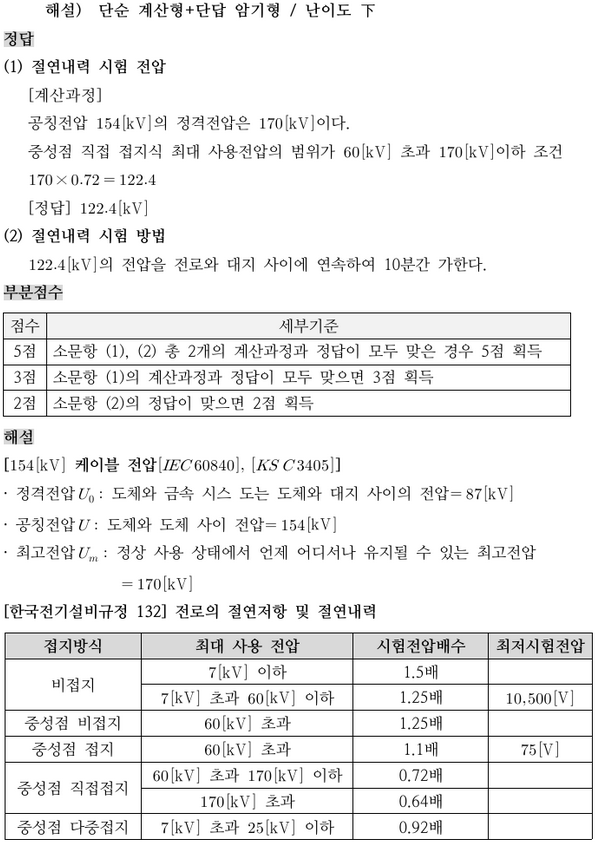 해설) 단순 계산형+단답 암기형 / 난이도 下
정답
(1) 절연내력 시험 전압
[계산과정]
공칭전압 154[kV]의 정격전압은 170[kV]이다.
중성점 직접 접지식 최대 사용전압의 범위가 60[kV] 초과 170[kV]이하 조건
170×0.72=122.4
[정답] 122.4[kV]
(2) 절연내력 시험 방법
122.4[kV]의 전압을 전로와 대지 사이에 연속하여 10분간 가한다.
부분점수
점수 세부기준
5점 소문항 (1), (2) 총 2개의 계산과정과 정답이 모두 맞은 경우 5점 획득
3점 소문항 (1)의 계산과정과 정답이 모두 맞으면 3점 획득
2점 소문항 (2)의 정답이 맞으면 2점 획득
해설
[154[kV] 케이블 전압[IEC 60840], [KS C 3405]]
· 정격전압 U₀ : 도체와 금속 시스 또는 도체와 대지 사이의 전압=87[kV]
· 공칭전압 U : 도체와 도체 사이 전압=154[kV]
· 최고전압 Uₘ : 정상 사용 상태에서 언제 어디서나 유지될 수 있는 최고전압
=170[kV]
[한국전기설비규정 132] 전로의 절연저항 및 절연내력
접지방식 최대 사용 전압 시험전압배수 최저시험전압
비접지 7[kV] 이하 1.5배
7[kV] 초과 60[kV] 이하 1.25배 10,500[V]
중성점 비접지 60[kV] 초과 1.25배
중성점 접지 60[kV] 초과 1.1배 75[V]
중성점 직접접지 60[kV] 초과 170[kV] 이하 0.72배
170[kV] 초과 0.64배
중성점 다중접지 7[kV] 초과 25[kV] 이하 0.92배